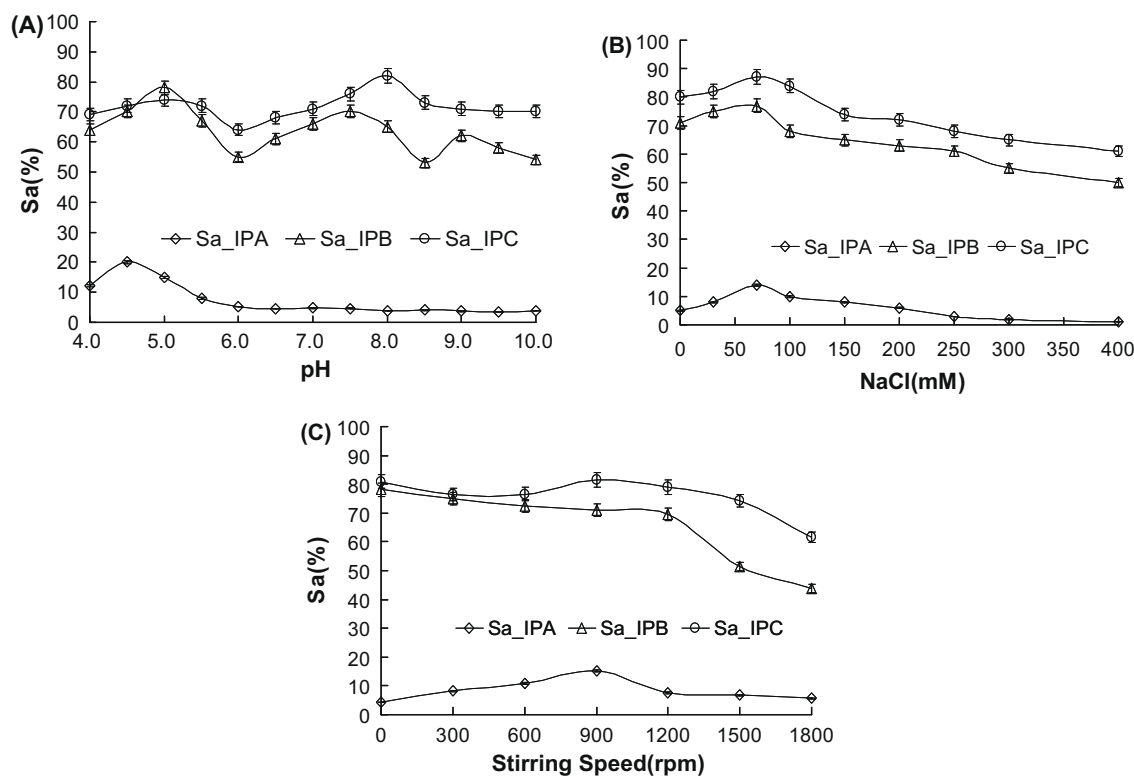 (A)
100
90
80
70
60
50
40
30
20
10
0
Sa(%)
Sa_IPA Sa_IPB Sa_IPC
4.0 5.0 6.0 7.0 8.0 9.0 10.0
pH
(B)
100
90
80
70
60
50
40
30
20
10
0
Sa(%)
Sa_IPA Sa_IPB Sa_IPC
0 50 100 150 200 250 300 350 400
NaCl(mM)
(C)
100
90
80
70
60
50
40
30
20
10
0
Sa(%)
Sa_IPA Sa_IPB Sa_IPC
0 300 600 900 1200 1500 1800
Stirring Speed(rpm)